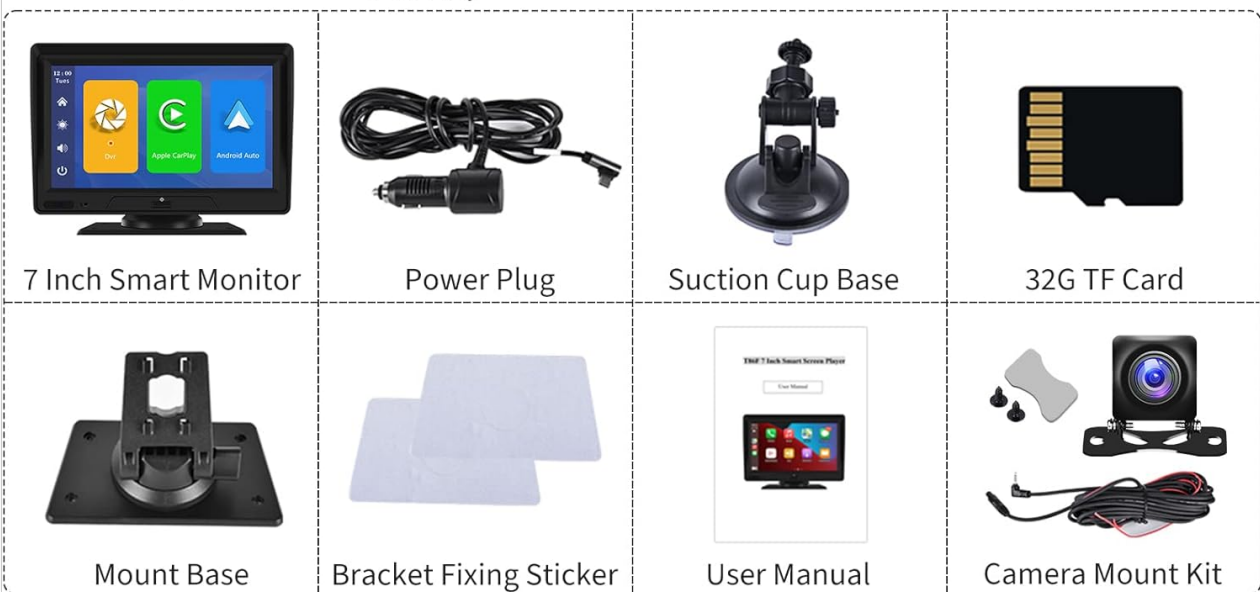 12:00
Tues
Dvr
Apple CarPlay
Android Auto
7 Inch Smart Monitor
Power Plug
Suction Cup Base
32G TF Card
T86F 7 Inch Smart Screen Player
User Manual
Mount Base
Bracket Fixing Sticker
User Manual
Camera Mount Kit